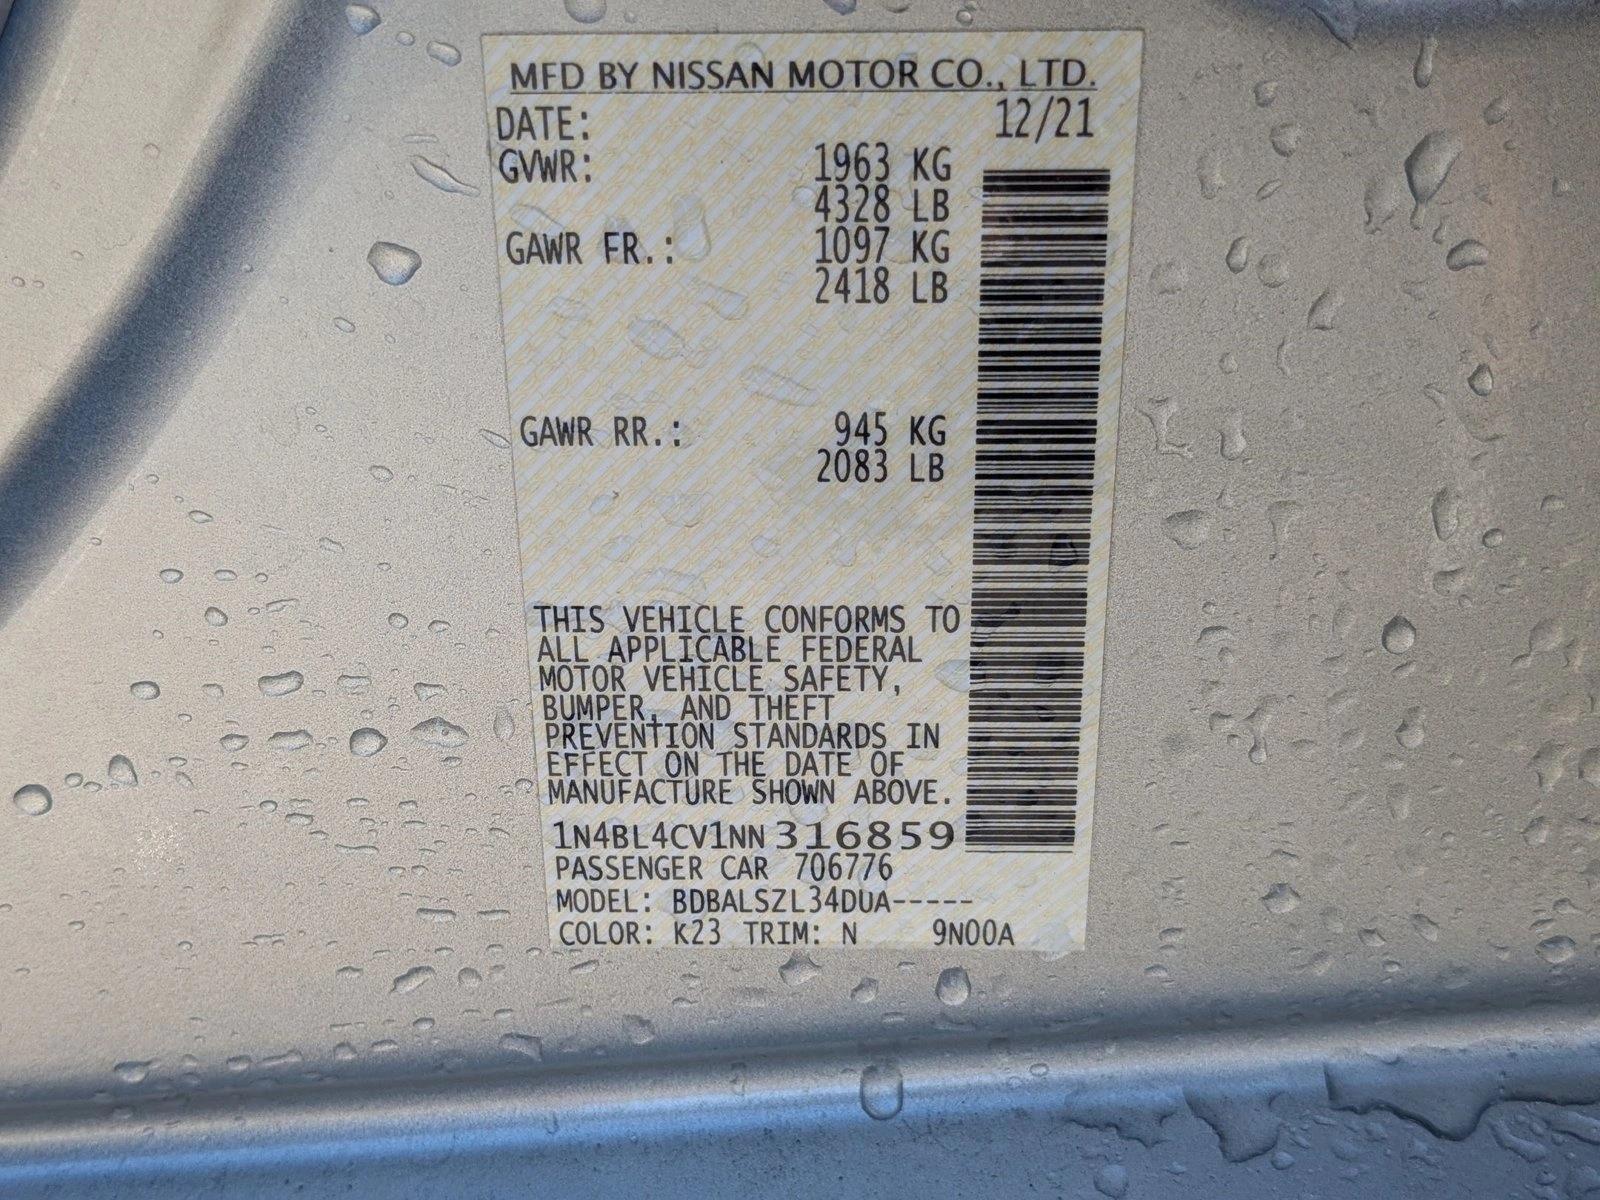 MFD BY NISSAN MOTOR CO., LTD.
DATE: 12/21
GVWR: 1963 KG
4328 LB
GAWR FR.: 1097 KG
2418 LB
GAWR RR.: 945 KG
2083 LB
THIS VEHICLE CONFORMS TO
ALL APPLICABLE FEDERAL
MOTOR VEHICLE SAFETY,
BUMPER, AND THEFT
PREVENTION STANDARDS IN
EFFECT ON THE DATE OF
MANUFACTURE SHOWN ABOVE.
1N4BL4CV1NN316859
PASSENGER CAR 706776
MODEL: BDBALSZL34DUA-----
COLOR: K23 TRIM: N 9N00A